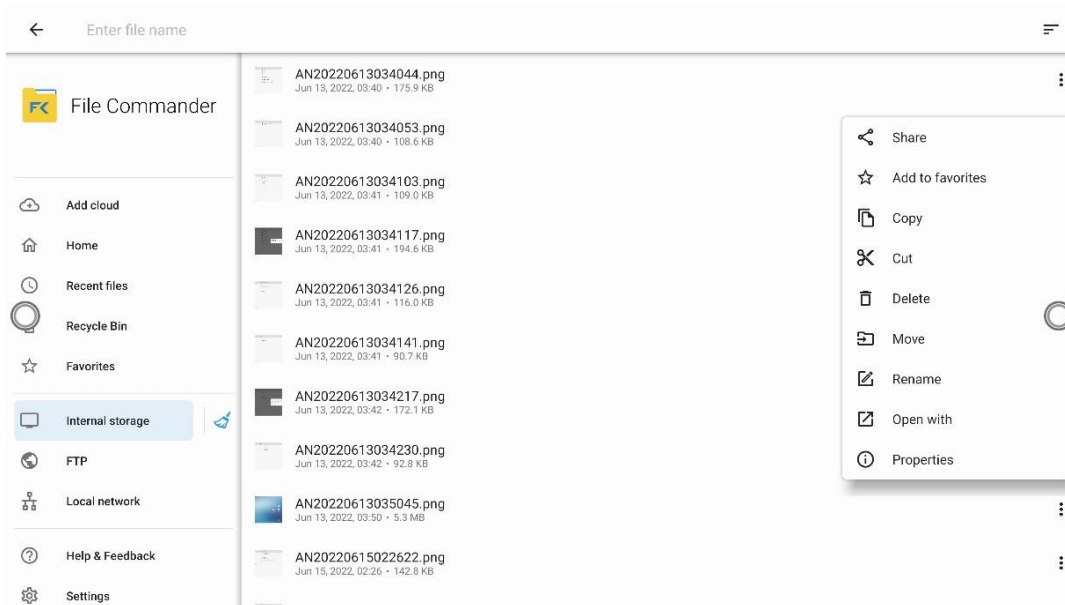 Enter file name
FK File Commander
Add cloud
Home
Recent files
Recycle Bin
Favorites
Internal storage
FTP
Local network
Help & Feedback
Settings
AN20220613034044.png
Jun 13, 2022, 03:40 • 175.9 KB
AN20220613034053.png
Jun 13, 2022, 03:40 • 108.6 KB
AN20220613034103.png
Jun 13, 2022, 03:41 • 109.0 KB
AN20220613034117.png
Jun 13, 2022, 03:41 • 194.6 KB
AN20220613034126.png
Jun 13, 2022, 03:41 • 116.0 KB
AN20220613034141.png
Jun 13, 2022, 03:41 • 90.7 KB
AN20220613034217.png
Jun 13, 2022, 03:42 • 172.1 KB
AN20220613034230.png
Jun 13, 2022, 03:42 • 92.8 KB
AN20220613035045.png
Jun 13, 2022, 03:50 • 5.3 MB
AN20220615022622.png
Jun 15, 2022, 02:26 • 142.8 KB
Share
Add to favorites
Copy
Cut
Delete
Move
Rename
Open with
Properties